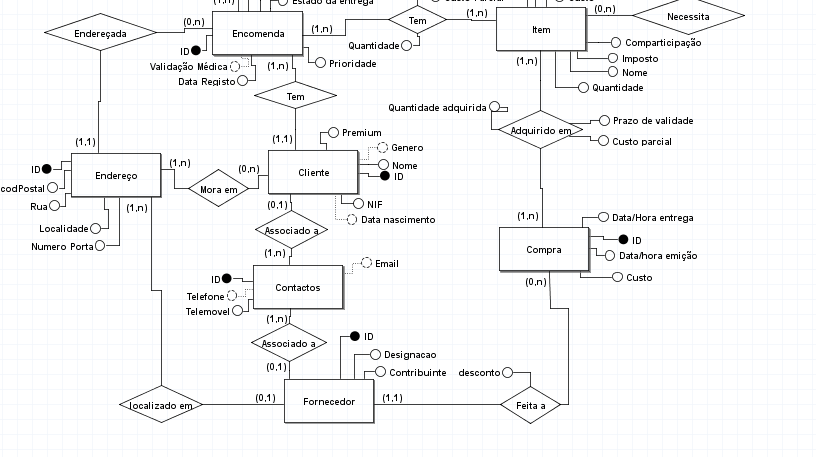 Estado da entrega
(0,n)
Endereçada
ID
Encomenda
(1,n)
Tem
(1,n)
Item
(0,n)
Necessita
Quantidade
Comparticipação
Validação Médica
(1,n)
Prioridade
Imposto
Data Registo
(1,n)
Nome
Quantidade
Tem
Quantidade adquirida
Prazo de validade
Adquirido em
Custo parcial
(1,1)
(1,1)
Premium
Genero
ID
Endereço
(1,n)
(0,n)
Cliente
Nome
ID
codPostal
Mora em
Rua
(1,n)
(0,1)
NIF
Data nascimento
(1,n)
Data/Hora entrega
Localidade
Associado a
ID
Numero Porta
(1,n)
Compra
Data/hora emição
Email
ID
Contactos
(0,n)
Custo
Telefone
Telemovel
(1,n)
ID
Associado a
Designacao
(0,1)
Contribuinte
desconto
localizado em
(0,1)
Fornecedor
(1,1)
Feita a